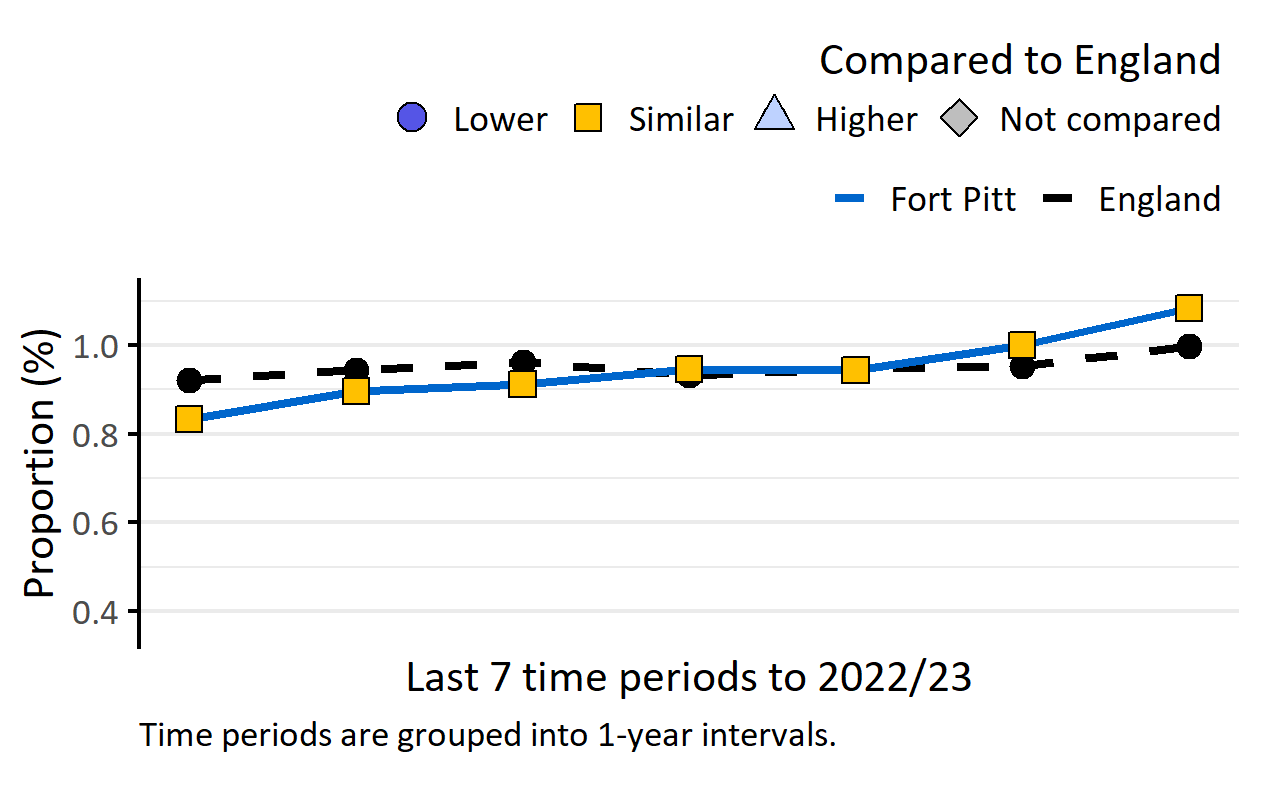 Compared to England
Lower Similar Higher Not compared
Fort Pitt England
Proportion (%)
1.0
0.8
0.6
0.4
Last 7 time periods to 2022/23
Time periods are grouped into 1-year intervals.